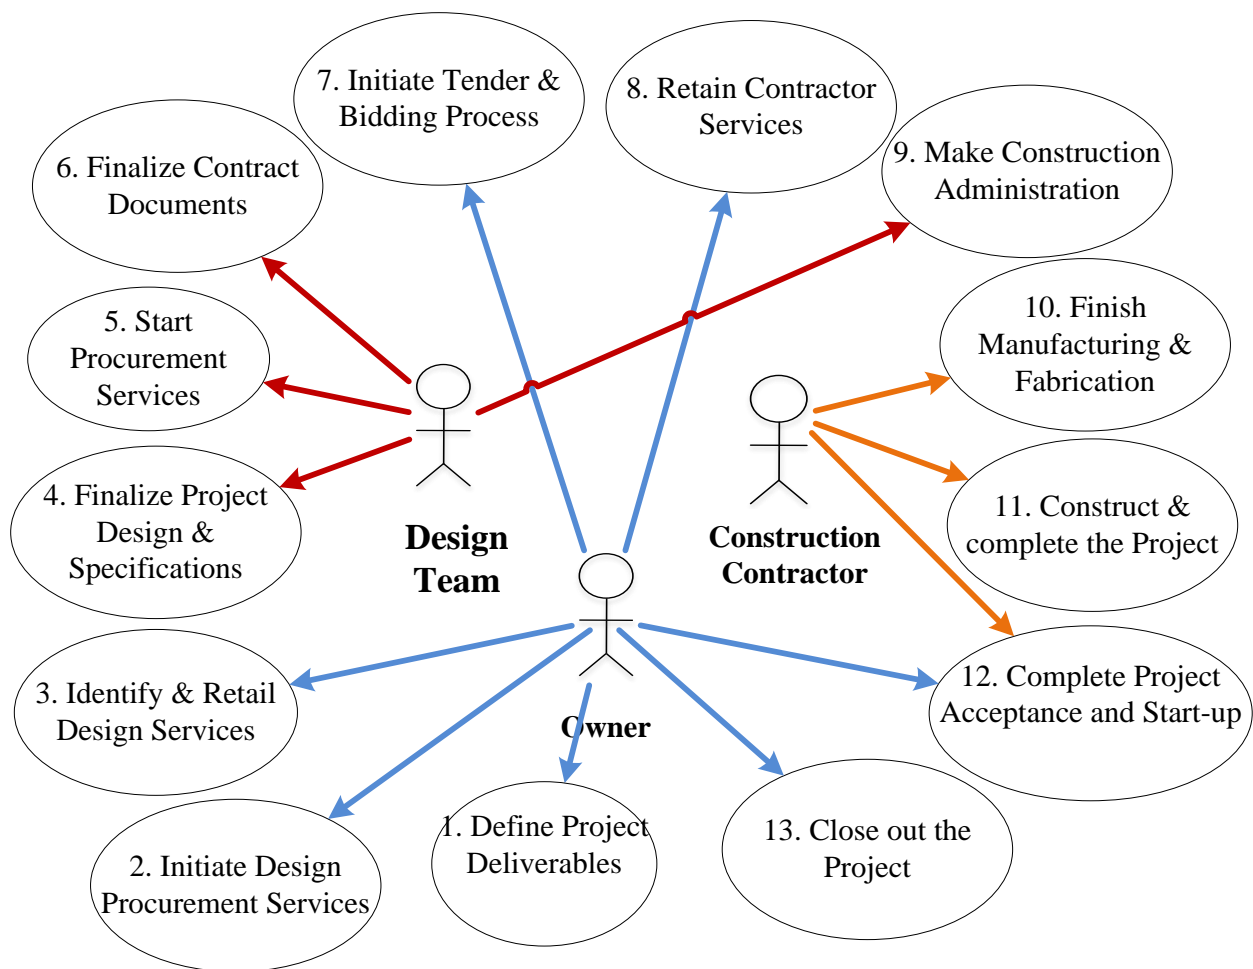 7. Initiate Tender &
Bidding Process
8. Retain Contractor
Services
6. Finalize Contract
Documents
9. Make Construction
Administration
5. Start
Procurement
Services
10. Finish
Manufacturing &
Fabrication
4. Finalize Project
Design &
Specifications
11. Construct &
complete the Project
Design
Team
Construction
Contractor
3. Identify & Retail
Design Services
Owner
12. Complete Project
Acceptance and Start-up
2. Initiate Design
Procurement Services
1. Define Project
Deliverables
13. Close out the
Project